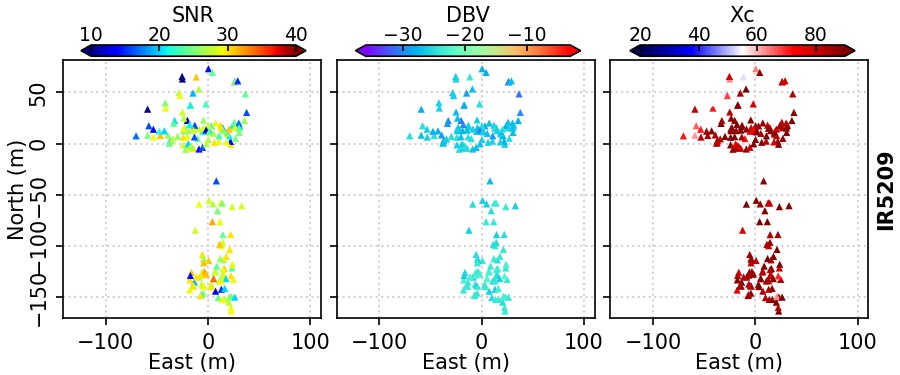 SNR DBV Xc
10 20 30 40 −30 −20 −10 20 40 60 80
50
0
−50
−100
−150
North (m)
−100 0 100 −100 0 100 −100 0 100
East (m) East (m) East (m)
IR5209